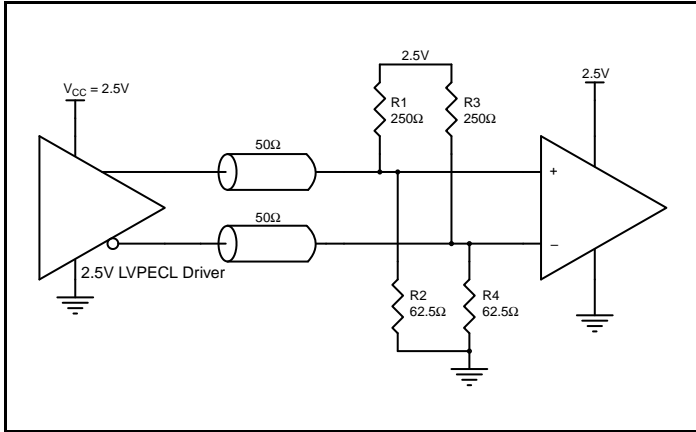 2.5V
2.5V
V_CC = 2.5V
R1
250Ω
R3
250Ω
50Ω
+
50Ω
–
2.5V LVPECL Driver
R2
62.5Ω
R4
62.5Ω